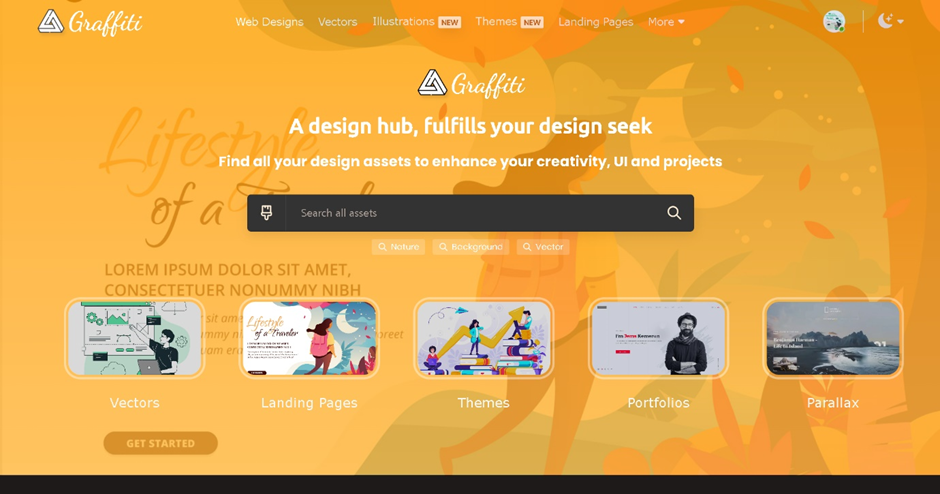 Graffiti
Web Designs Vectors Illustrations NEW Themes NEW Landing Pages More
Graffiti
A design hub, fulfills your design seek
Find all your design assets to enhance your creativity, UI and projects
Lifestyle
of a
Search all assets
Nature Background Vector
LOREM IPSUM DOLOR SIT AMET,
CONSECTETUER NONUMMY NIBH
Lifestyle
of a Traveler
Vectors Landing Pages Themes Portfolios Parallax
GET STARTED